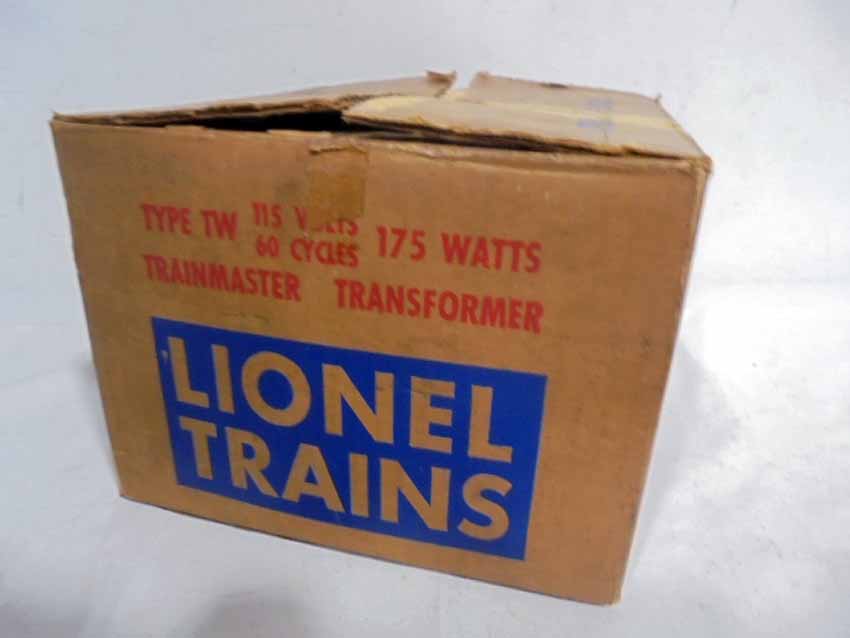 TYPE TW 115 VOLTS 175 WATTS
60 CYCLES
TRAINMASTER TRANSFORMER
LIONEL
TRAINS